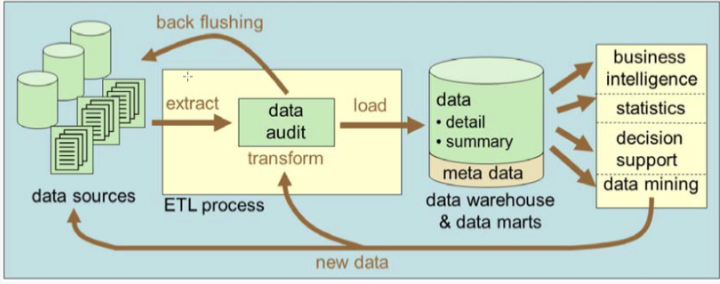 back flushing
data sources
extract
data
audit
transform
ETL process
load
data
• detail
• summary
meta data
data warehouse
& data marts
business
intelligence
statistics
decision
support
data mining
new data